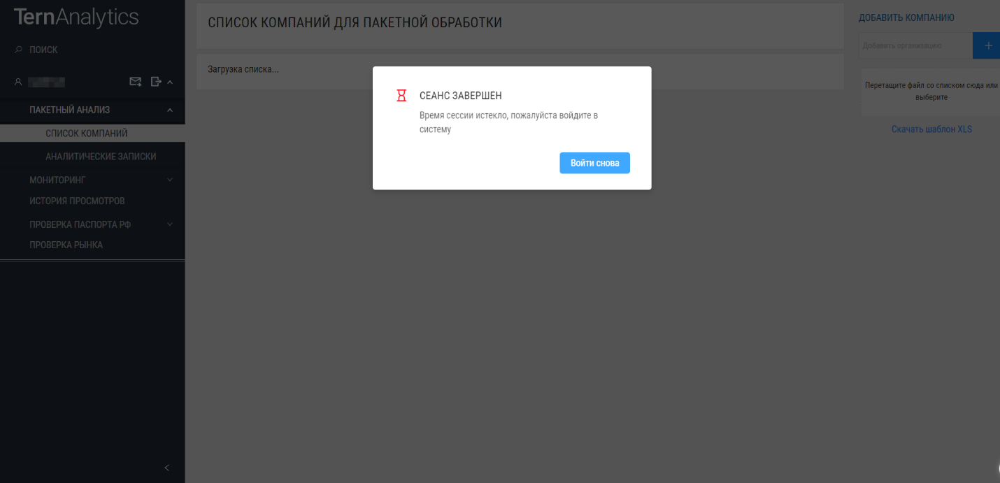 TernAnalytics
ПОИСК
ПАКЕТНЫЙ АНАЛИЗ
СПИСОК КОМПАНИЙ
АНАЛИТИЧЕСКИЕ ЗАПИСКИ
МОНИТОРИНГ
ИСТОРИЯ ПРОСМОТРОВ
ПРОВЕРКА ПАСПОРТА РФ
ПРОВЕРКА РЫНКА
СПИСОК КОМПАНИЙ ДЛЯ ПАКЕТНОЙ ОБРАБОТКИ
Загрузка списка...
СЕАНС ЗАВЕРШЕН
Время сессии истекло, пожалуйста войдите в
систему
Войти снова
ДОБАВИТЬ КОМПАНИЮ
Добавить организацию
Перетащите файл со списком сюда или
выберите
Скачать шаблон XLS